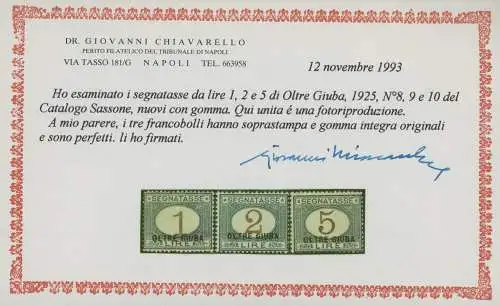 DR. GIOVANNI CHIAVARELLO
PERITO FILATELICO DEL TRIBUNALE DI NAPOLI
VIA TASSO 181/G NAPOLI TEL. 663958
12 novembre 1993
Ho esaminato i segnatasse da lire 1, 2 e 5 di Oltre Giuba, 1925, N°8, 9 e 10 del
Catalogo Sassone, nuovi con gomma. Qui unita é una fotoriproduzione.
A mio parere, i tre francobolli hanno soprastampa e gomma integra originali
e sono perfetti. li ho firmati.
SEGNATASSE SEGNATASSE SEGNATASSE
1 2 5
OLTRE GIUBA OLTRE GIUBA OLTRE GIUBA
LIRE LIRE LIRE